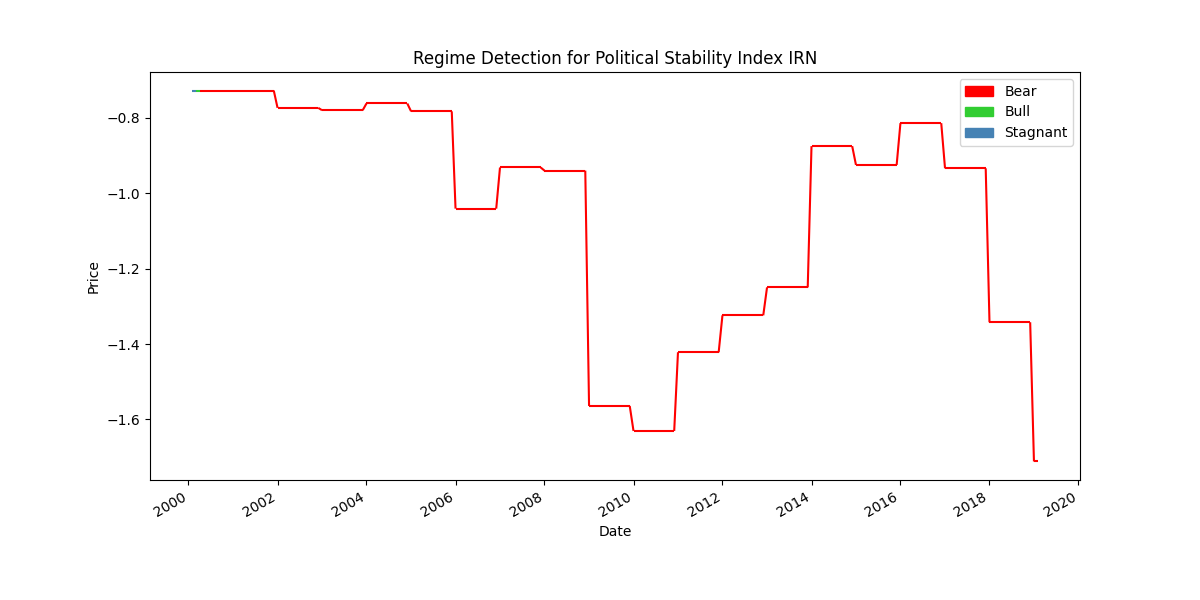 Regime Detection for Political Stability Index IRN
Bear
Bull
Stagnant
Price
−0.8
−1.0
−1.2
−1.4
−1.6
2000
2002
2004
2006
2008
2010
2012
2014
2016
2018
2020
Date